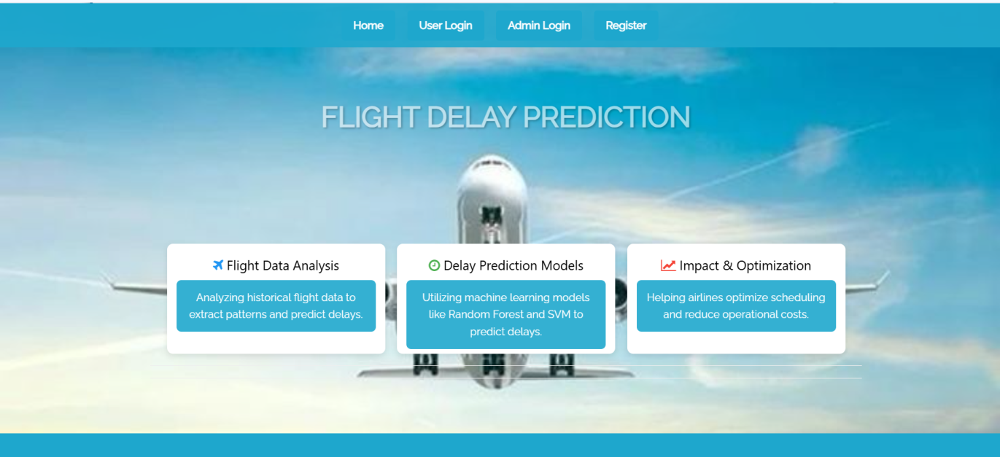 Home User Login Admin Login Register
FLIGHT DELAY PREDICTION
Flight Data Analysis
Analyzing historical flight data to
extract patterns and predict delays.
Delay Prediction Models
Utilizing machine learning models
like Random Forest and SVM to
predict delays.
Impact & Optimization
Helping airlines optimize scheduling
and reduce operational costs.